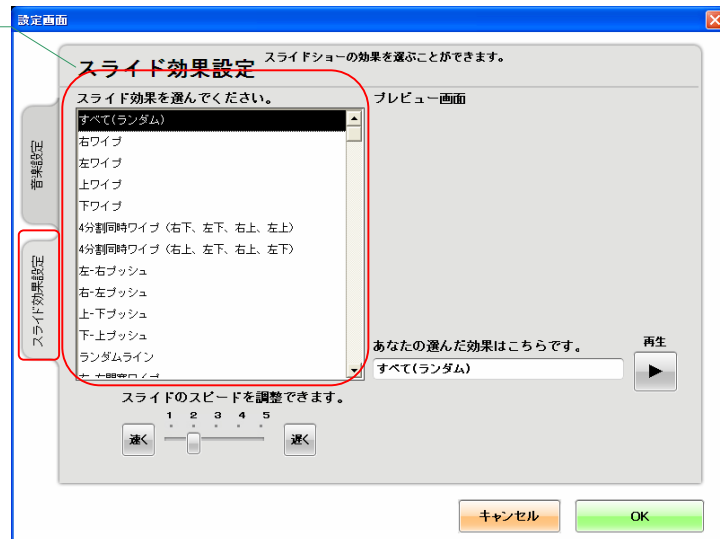 設定画面
スライド効果設定
スライドショーの効果を選ぶことができます。
スライド効果を選んでください。
プレビュー画面
すべて(ランダム)
右ワイプ
左ワイプ
上ワイプ
下ワイプ
4分割同時ワイプ（右下、左下、右上、左上）
4分割同時ワイプ（右上、左下、右上、左下）
左-右プッシュ
右-左プッシュ
上-下プッシュ
下-上プッシュ
ランダムライン
音楽設定
スライド効果設定
あなたの選んだ効果はこちらです。
再生
すべて(ランダム)
スライドのスピードを調整できます。
1 2 3 4 5
速く
遅く
キャンセル
OK